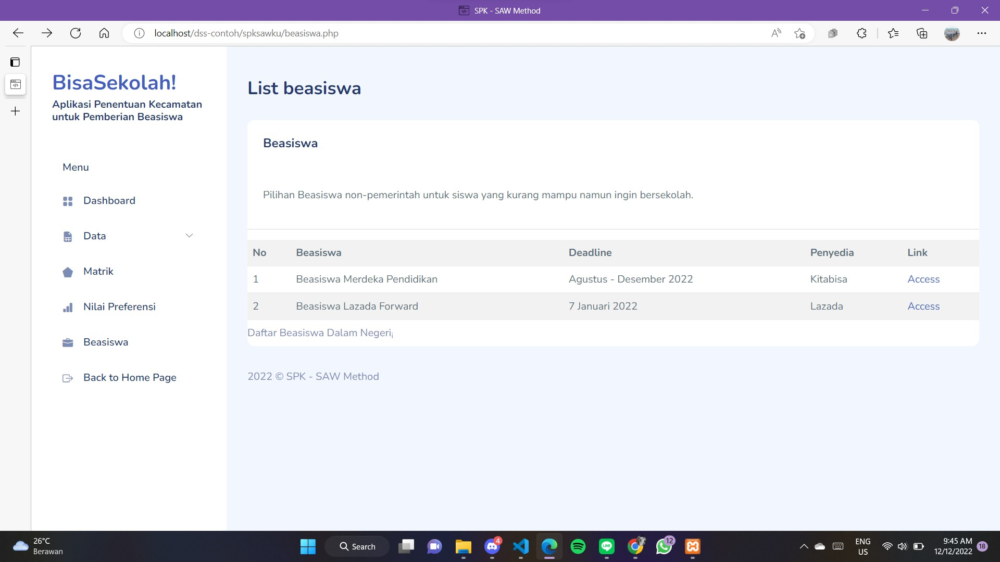 SPK - SAW Method
localhost/dss-contoh/spksawku/beasiswa.php
BisaSekolah!
Aplikasi Penentuan Kecamatan
untuk Pemberian Beasiswa
Menu
Dashboard
Data
Matrik
Nilai Preferensi
Beasiswa
Back to Home Page
List beasiswa
Beasiswa
Pilihan Beasiswa non-pemerintah untuk siswa yang kurang mampu namun ingin bersekolah.
No Beasiswa Deadline Penyedia Link
1 Beasiswa Merdeka Pendidikan Agustus - Desember 2022 Kitabisa Access
2 Beasiswa Lazada Forward 7 Januari 2022 Lazada Access
Daftar Beasiswa Dalam Negerii
2022 © SPK - SAW Method
26°C
Berawan
Search
4
LINE
12
ENG
US
9:45 AM
12/12/2022
18